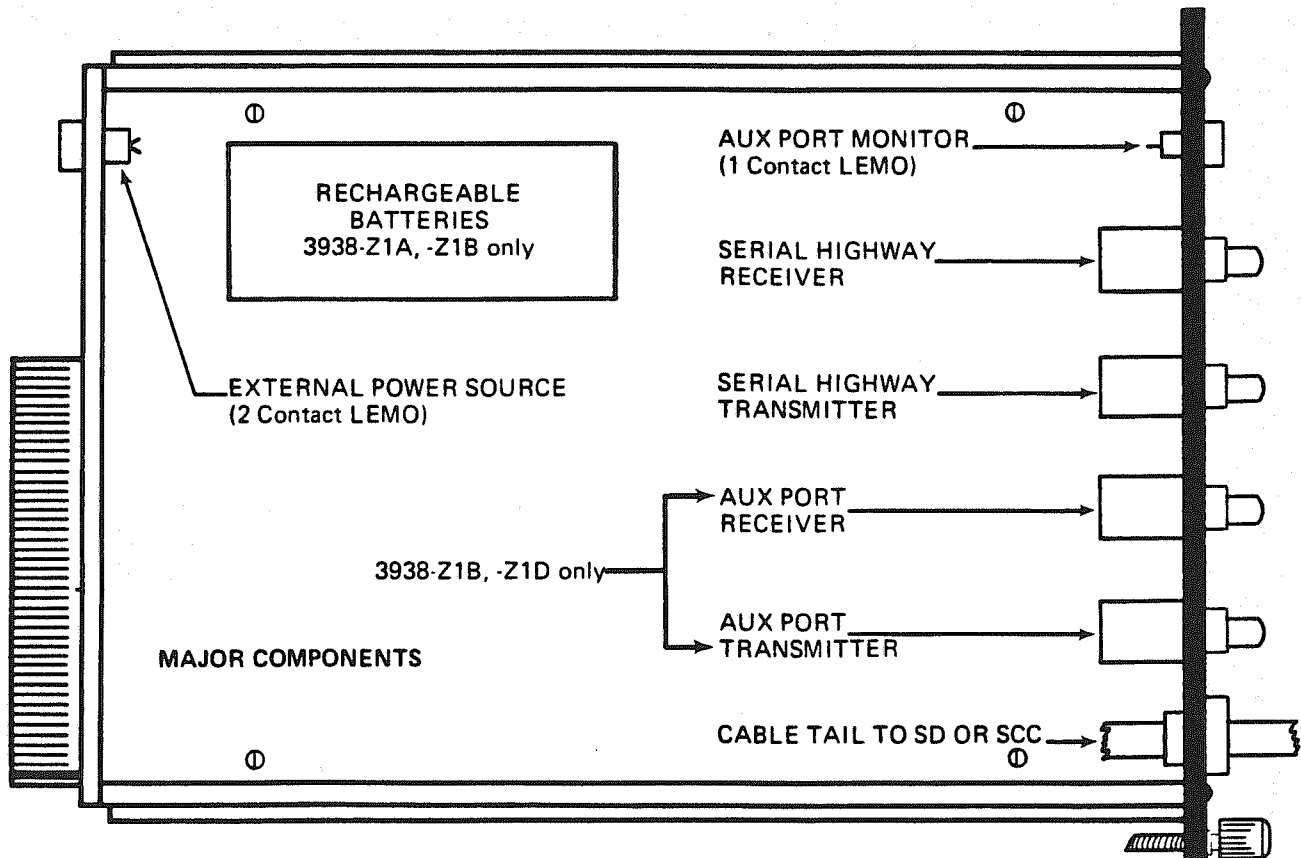 AUX PORT MONITOR
(1 Contact LEMO)
RECHARGEABLE
BATTERIES
3938-Z1A, -Z1B only
SERIAL HIGHWAY
RECEIVER
EXTERNAL POWER SOURCE
(2 Contact LEMO)
SERIAL HIGHWAY
TRANSMITTER
AUX PORT
RECEIVER
3938-Z1B, -Z1D only
AUX PORT
TRANSMITTER
MAJOR COMPONENTS
CABLE TAIL TO SD OR SCC